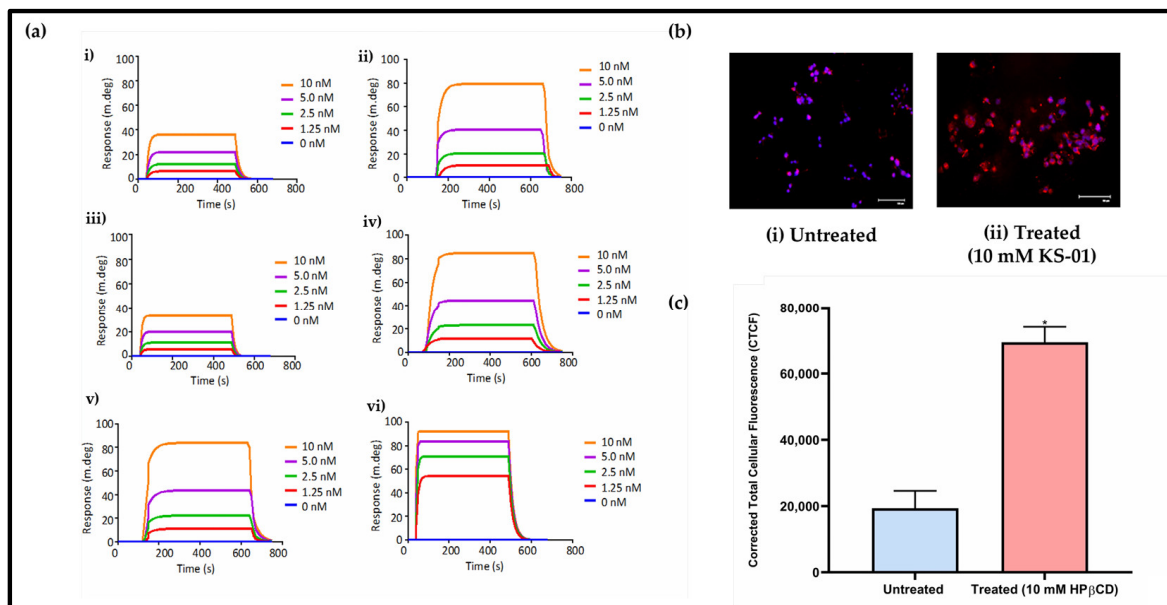 (a)
i)
Response (m.deg)
100
80
60
40
20
0
200 400 600 800
Time (s)
10 nM
5.0 nM
2.5 nM
1.25 nM
0 nM
ii)
Response (m.deg)
100
80
60
40
20
0
200 400 600 800
Time (s)
10 nM
5.0 nM
2.5 nM
1.25 nM
0 nM
iii)
Response (m.deg)
100
80
60
40
20
0
0 200 400 600 800
Time (s)
10 nM
5.0 nM
2.5 nM
1.25 nM
0 nM
iv)
Response (m.deg)
100
80
60
40
20
0
0 200 400 600 800
Time (s)
10 nM
5.0 nM
2.5 nM
1.25 nM
0 nM
v)
Response (m.deg)
100
80
60
40
20
0
0 200 400 600 800
Time (s)
10 nM
5.0 nM
2.5 nM
1.25 nM
0 nM
vi)
Response (m.deg)
100
80
60
40
20
0
0 200 400 600 800
Time (s)
10 nM
5.0 nM
2.5 nM
1.25 nM
0 nM
(b)
(i) Untreated
(ii) Treated
(10 mM KS-01)
(c)
Corrected Total Cellular Fluorescence (CTCF)
80,000
60,000
40,000
20,000
0
*
Untreated
Treated (10 mM HPβCD)